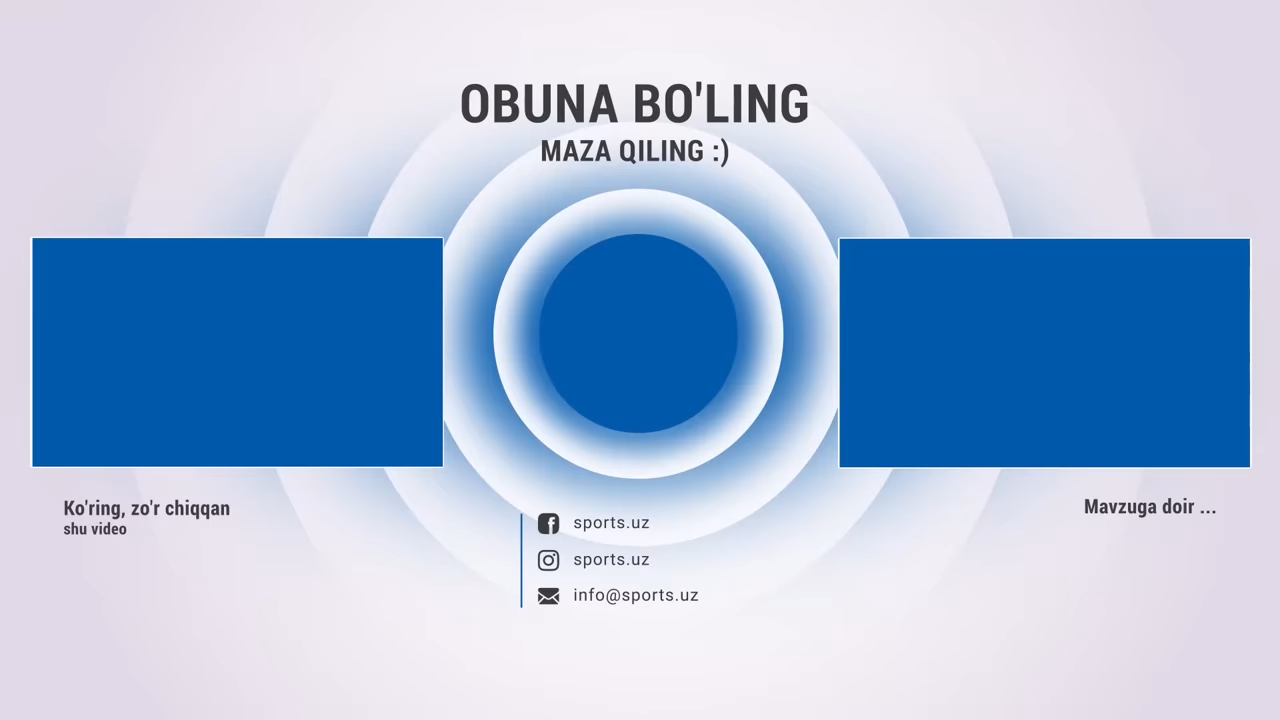 OBUNA BO'LING
MAZA QILING :)
Ko'ring, zo'r chiqqan
shu video
Mavzuga doir ...
sports.uz
sports.uz
info@sports.uz